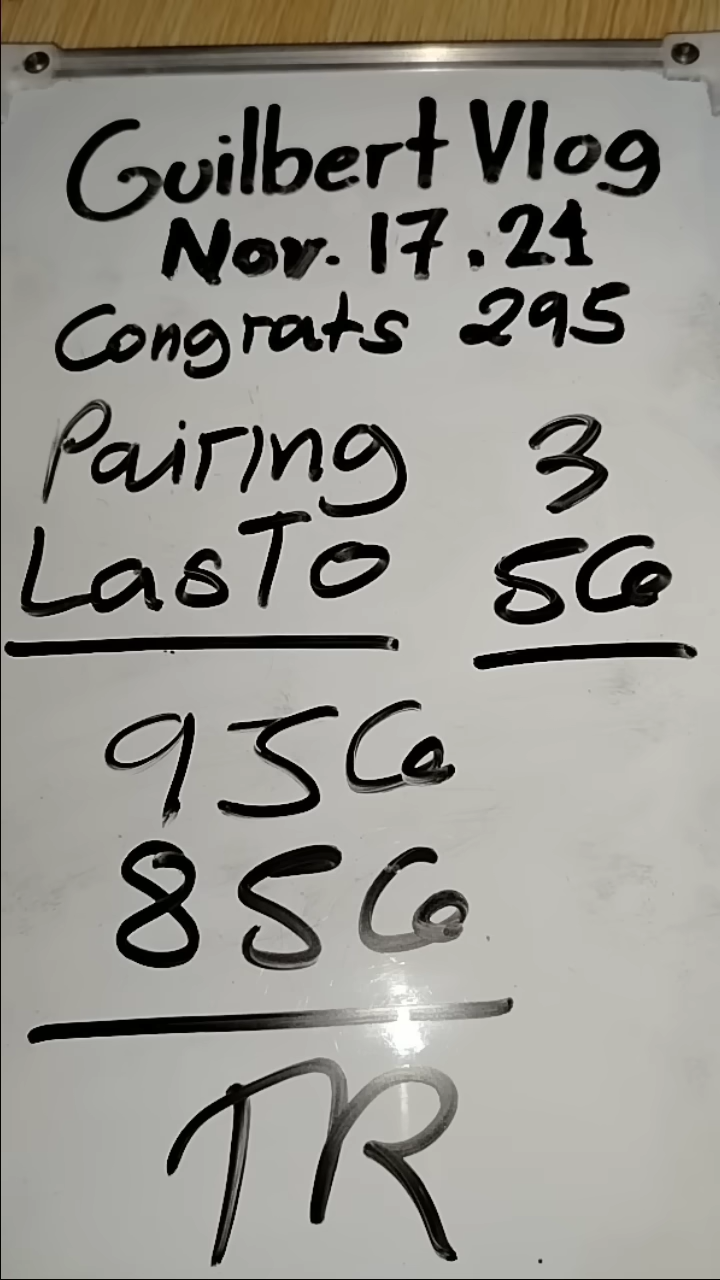 Guilbert Vlog
Nov. 17. 24
Congrats 295
Pairing 3
LasTo 56
956
856
TR